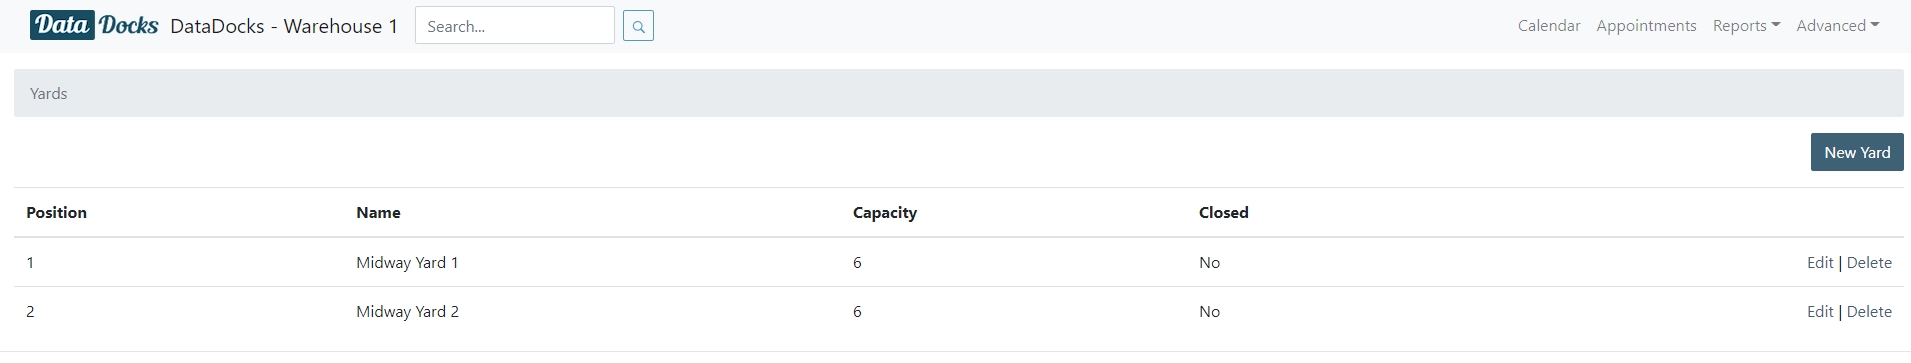 Data Docks DataDocks - Warehouse 1 Search... Calendar Appointments Reports Advanced
Yards
New Yard
Position Name Capacity Closed
1 Midway Yard 1 6 No Edit | Delete
2 Midway Yard 2 6 No Edit | Delete